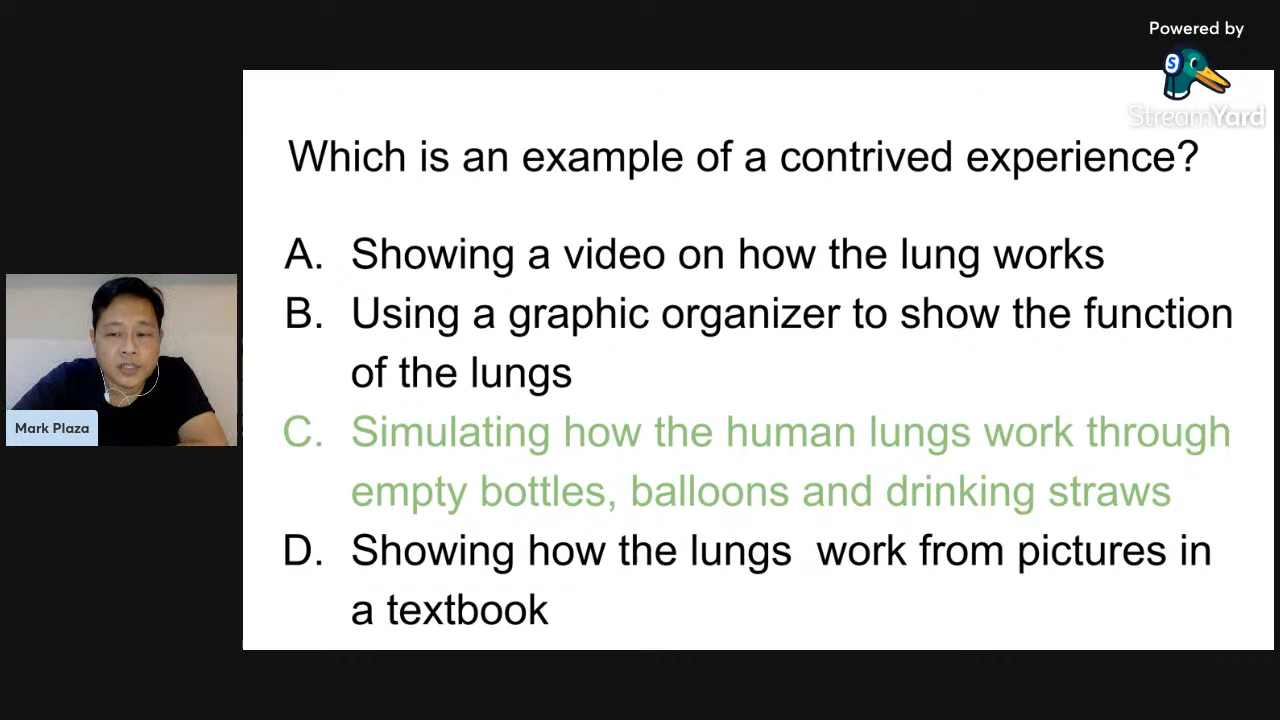 Powered by
StreamYard
Which is an example of a contrived experience?
A. Showing a video on how the lung works
B. Using a graphic organizer to show the function
of the lungs
C. Simulating how the human lungs work through
empty bottles, balloons and drinking straws
D. Showing how the lungs work from pictures in
a textbook
Mark Plaza